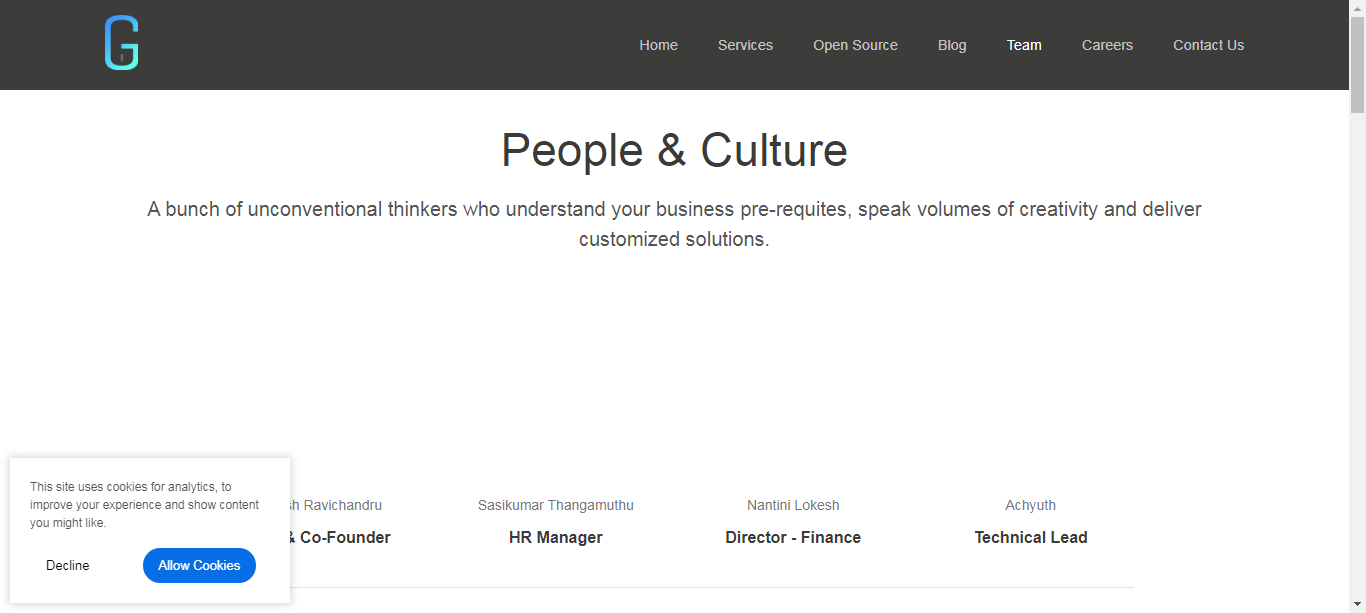 G
Home Services Open Source Blog Team Careers Contact Us
People & Culture
A bunch of unconventional thinkers who understand your business pre-requites, speak volumes of creativity and deliver
customized solutions.
Ravichandru Sasikumar Thangamuthu Nantini Lokesh Achyuth
& Co-Founder HR Manager Director - Finance Technical Lead
This site uses cookies for analytics, to
improve your experience and show content
you might like.
Decline Allow Cookies